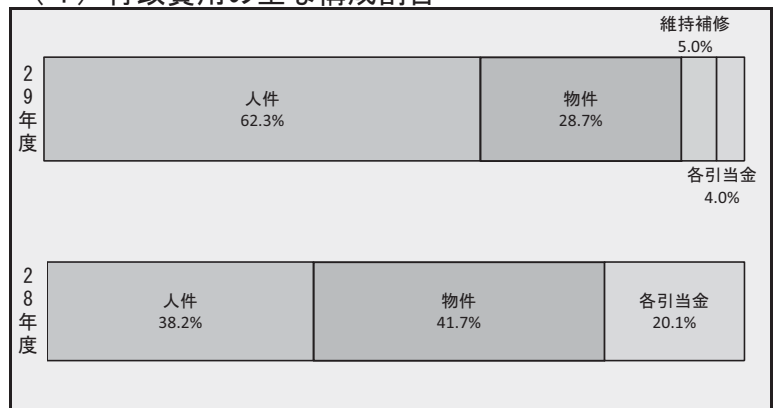 維持補修
5.0%
29年度
人件
62.3%
物件
28.7%
各引当金
4.0%
28年度
人件
38.2%
物件
41.7%
各引当金
20.1%